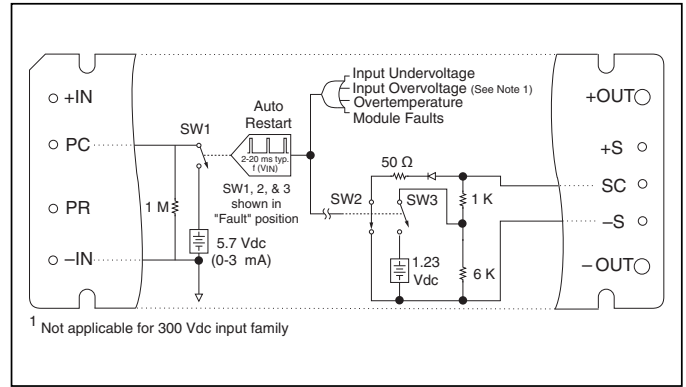 +IN
PC
PR
–IN
1 M
SW1
5.7 Vdc
(0-3 mA)
Auto
Restart
2-20 ms typ.
f (VIN)
SW1, 2, & 3
shown in
"Fault" position
Input Undervoltage
Input Overvoltage (See Note 1)
Overtemperature
Module Faults
50 Ω
SW2
SW3
1 K
1.23
Vdc
6 K
+OUT
+S
SC
–S
–OUT
1 Not applicable for 300 Vdc input family